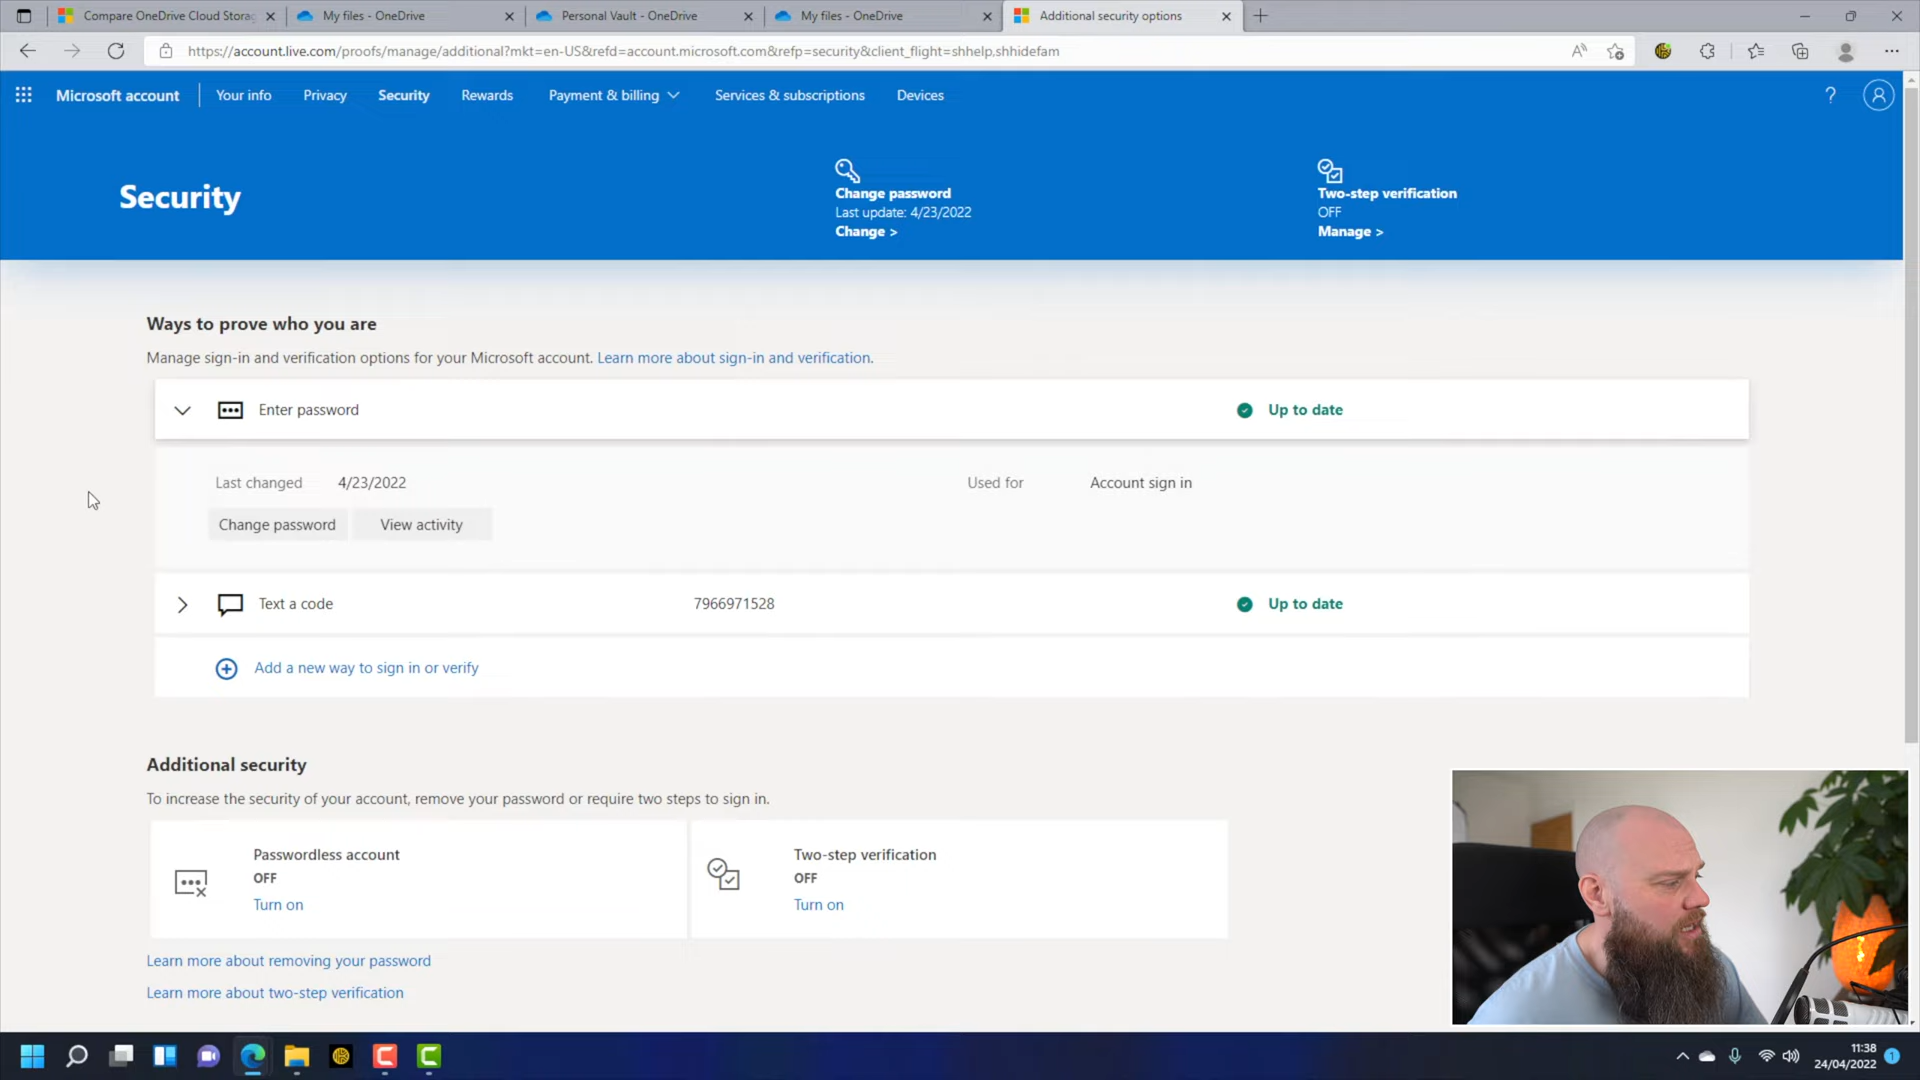 Compare OneDrive Cloud Storag
My files - OneDrive
Personal Vault - OneDrive
My files - OneDrive
Additional security options
https://account.live.com/proofs/manage/additional?mkt=en-US&refd=account.microsoft.com&refp=security&client_flight=shhelp,shhidefam
Microsoft account
Your info
Privacy
Security
Rewards
Payment & billing
Services & subscriptions
Devices
?
Security
Change password
Last update: 4/23/2022
Change >
Two-step verification
OFF
Manage >
Ways to prove who you are
Manage sign-in and verification options for your Microsoft account. Learn more about sign-in and verification.
Enter password
Up to date
Last changed 4/23/2022
Used for Account sign in
Change password
View activity
Text a code
7966971528
Up to date
Add a new way to sign in or verify
Additional security
To increase the security of your account, remove your password or require two steps to sign in.
Passwordless account
OFF
Turn on
Two-step verification
OFF
Turn on
Learn more about removing your password
Learn more about two-step verification
11:38
24/04/2022
1